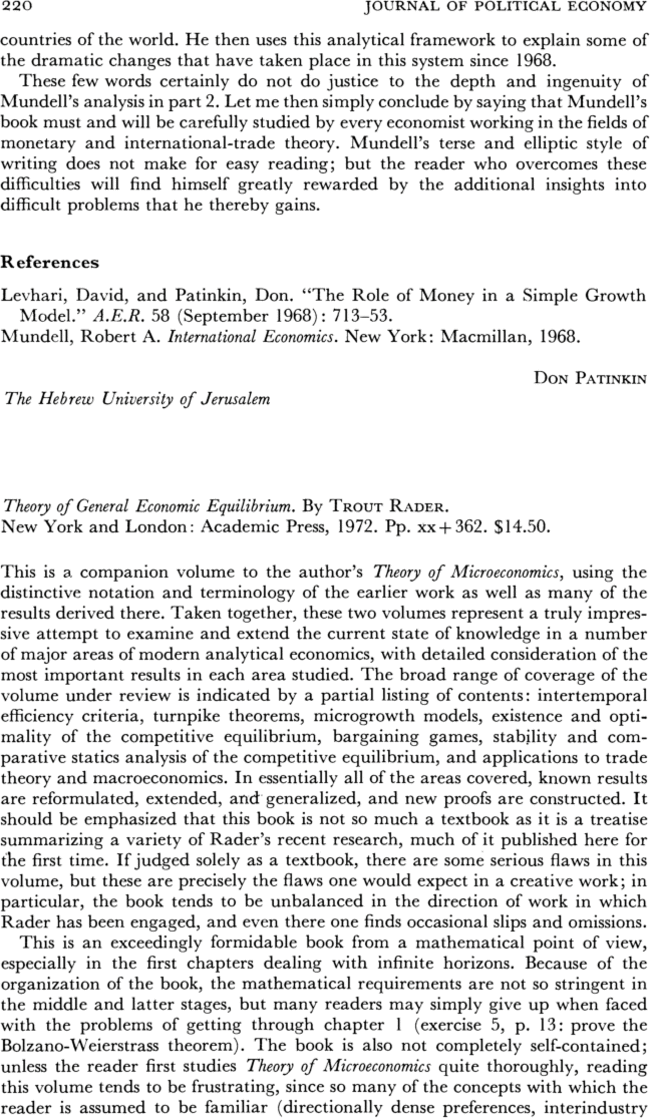 220 JOURNAL OF POLITICAL ECONOMY
countries of the world. He then uses this analytical framework to explain some of
the dramatic changes that have taken place in this system since 1968.
These few words certainly do not do justice to the depth and ingenuity of
Mundell's analysis in part 2. Let me then simply conclude by saying that Mundell's
book must and will be carefully studied by every economist working in the fields of
monetary and international-trade theory. Mundell's terse and elliptic style of
writing does not make for easy reading; but the reader who overcomes these
difficulties will find himself greatly rewarded by the additional insights into
difficult problems that he thereby gains.
References
Levhari, David, and Patinkin, Don. "The Role of Money in a Simple Growth
Model." A.E.R. 58 (September 1968): 713–53.
Mundell, Robert A. International Economics. New York: Macmillan, 1968.
DON PATINKIN
The Hebrew University of Jerusalem
Theory of General Economic Equilibrium. By TROUT RADER.
New York and London: Academic Press, 1972. Pp. xx+362. $14.50.
This is a companion volume to the author's Theory of Microeconomics, using the
distinctive notation and terminology of the earlier work as well as many of the
results derived there. Taken together, these two volumes represent a truly impres-
sive attempt to examine and extend the current state of knowledge in a number
of major areas of modern analytical economics, with detailed consideration of the
most important results in each area studied. The broad range of coverage of the
volume under review is indicated by a partial listing of contents: intertemporal
efficiency criteria, turnpike theorems, microgrowth models, existence and opti-
mality of the competitive equilibrium, bargaining games, stability and com-
parative statics analysis of the competitive equilibrium, and applications to trade
theory and macroeconomics. In essentially all of the areas covered, known results
are reformulated, extended, and generalized, and new proofs are constructed. It
should be emphasized that this book is not so much a textbook as it is a treatise
summarizing a variety of Rader's recent research, much of it published here for
the first time. If judged solely as a textbook, there are some serious flaws in this
volume, but these are precisely the flaws one would expect in a creative work; in
particular, the book tends to be unbalanced in the direction of work in which
Rader has been engaged, and even there one finds occasional slips and omissions.
This is an exceedingly formidable book from a mathematical point of view,
especially in the first chapters dealing with infinite horizons. Because of the
organization of the book, the mathematical requirements are not so stringent in
the middle and latter stages, but many readers may simply give up when faced
with the problems of getting through chapter 1 (exercise 5, p. 13: prove the
Bolzano-Weierstrass theorem). The book is also not completely self-contained;
unless the reader first studies Theory of Microeconomics quite thoroughly, reading
this volume tends to be frustrating, since so many of the concepts with which the
reader is assumed to be familiar (directionally dense preferences, interindustry